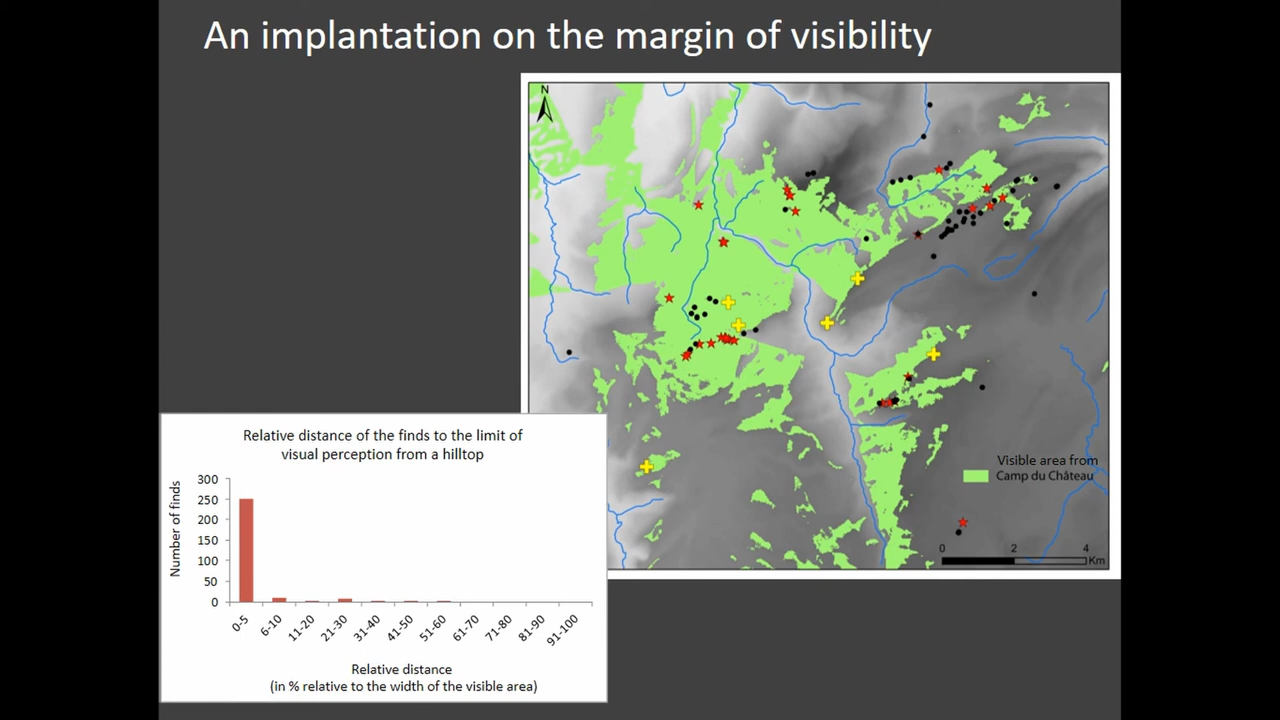 An implantation on the margin of visibility
N
Visible area from
Camp du Château
0 2 4
Km
Relative distance of the finds to the limit of
visual perception from a hilltop
Number of finds
300
250
200
150
100
50
0
0-5 6-10 11-20 21-30 31-40 41-50 51-60 61-70 71-80 81-90 91-100
Relative distance
(in % relative to the width of the visible area)